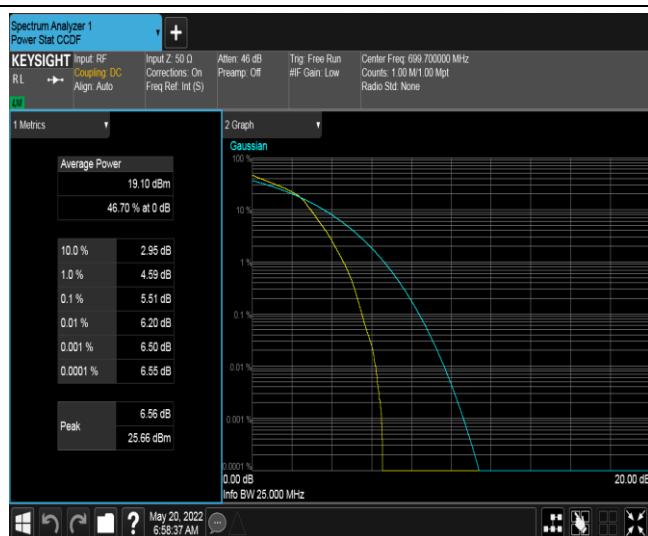 Spectrum Analyzer 1
Power Stat CCDF
+
KEYSIGHT
RL
LXI
Input: RF
Coupling: DC
Align: Auto
Input Z: 50 Ω
Corrections: On
Freq Ref: Int (S)
Atten: 46 dB
Preamp: Off
Trig: Free Run
#IF Gain: Low
Center Freq: 699.700000 MHz
Counts: 1.00 M/1.00 Mpt
Radio Std: None
1 Metrics
Average Power
19.10 dBm
46.70 % at 0 dB
10.0 % 2.95 dB
1.0 % 4.59 dB
0.1 % 5.51 dB
0.01 % 6.20 dB
0.001 % 6.50 dB
0.0001 % 6.55 dB
Peak
6.56 dB
25.66 dBm
2 Graph
Gaussian
100 %
10 %
1 %
0.1 %
0.01 %
0.001 %
0.0001 %
0.00 dB
20.00 dB
Info BW 25.000 MHz
?
May 20, 2022
6:58:37 AM